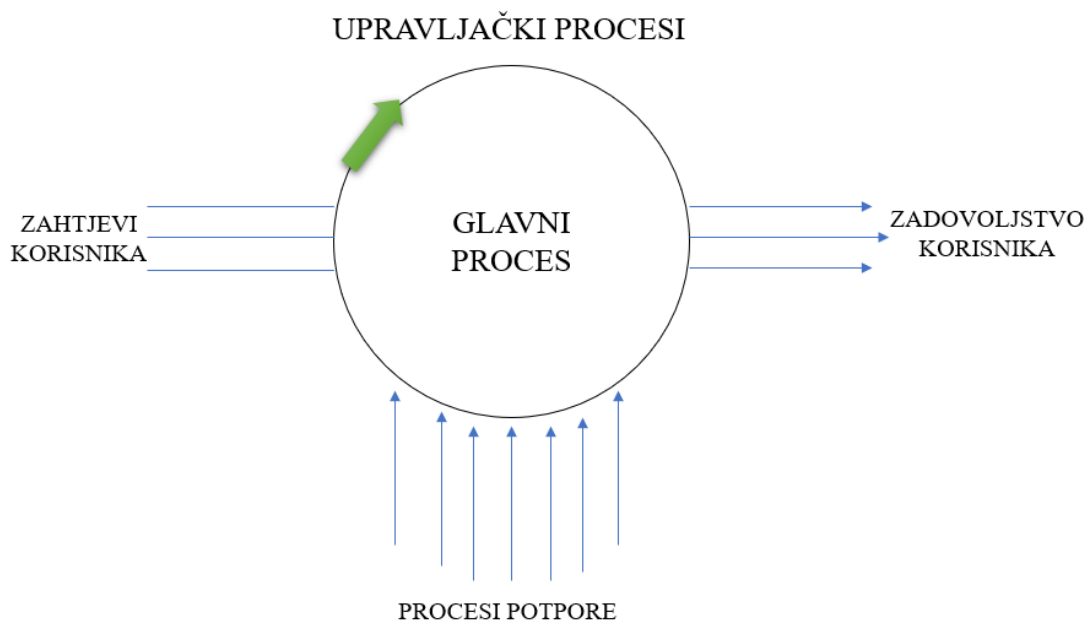 UPRAVLJAČKI PROCESI
ZAHTJEVI
KORISNIKA
GLAVNI
PROCES
ZADOVOLJSTVO
KORISNIKA
PROCESI POTPORE